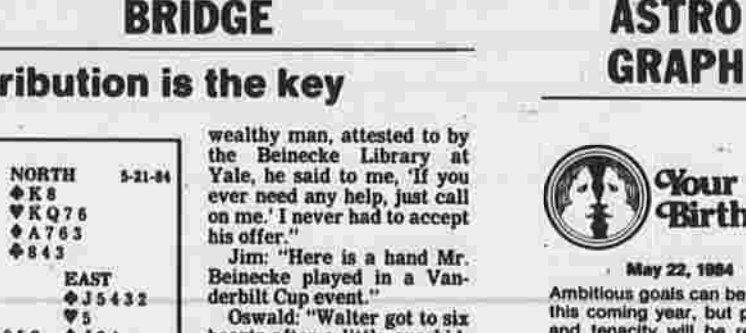 BRIDGE
ribution is the key
NORTH 5-21-84
♠ K 8
♥ K Q 7 6
♦ A 7 6 3
♣ 8 4 3
EAST
♠ J 5 4 3 2
♥ 5
wealthy man, attested to by
the Beinecke Library at
Yale, he said to me, 'If you
ever need any help, just call
on me.' I never had to accept
his offer."
Jim: "Here is a hand Mr.
Beinecke played in a Van-
derbilt Cup event."
Oswald: "Walter got to six
hearts after a little
ASTRO
GRAPH
Your
Birth
May 22, 1984
Ambitious goals can be
this coming year, but
and tenacity will be